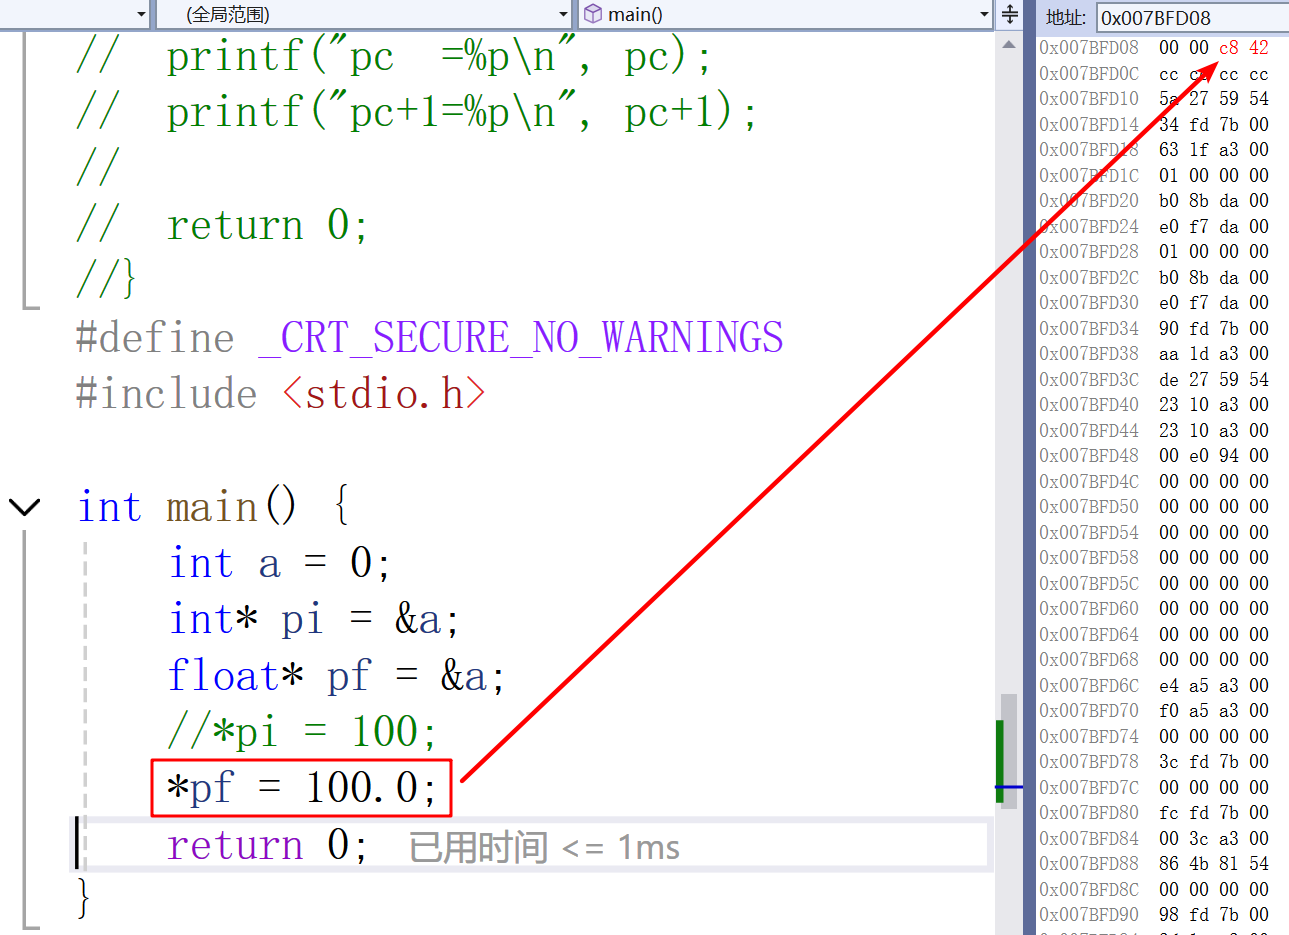 (全局范围) main() 地址: 0x007BFD08
// printf("pc  =%p\n", pc);
// printf("pc+1=%p\n", pc+1);
//
// return 0;
//}
#define _CRT_SECURE_NO_WARNINGS
#include <stdio.h>
int main() {
int a = 0;
int* pi = &a;
float* pf = &a;
//*pi = 100;
*pf = 100.0;
return 0; 已用时间 <= 1ms
}
0x007BFD08 00 00 c8 42
0x007BFD0C cc cc cc cc
0x007BFD10 5a 27 59 54
0x007BFD14 34 fd 7b 00
0x007BFD18 63 1f a3 00
0x007BFD1C 01 00 00 00
0x007BFD20 b0 8b da 00
0x007BFD24 e0 f7 da 00
0x007BFD28 01 00 00 00
0x007BFD2C b0 8b da 00
0x007BFD30 e0 f7 da 00
0x007BFD34 90 fd 7b 00
0x007BFD38 aa 1d a3 00
0x007BFD3C de 27 59 54
0x007BFD40 23 10 a3 00
0x007BFD44 23 10 a3 00
0x007BFD48 00 e0 94 00
0x007BFD4C 00 00 00 00
0x007BFD50 00 00 00 00
0x007BFD54 00 00 00 00
0x007BFD58 00 00 00 00
0x007BFD5C 00 00 00 00
0x007BFD60 00 00 00 00
0x007BFD64 00 00 00 00
0x007BFD68 00 00 00 00
0x007BFD6C e4 a5 a3 00
0x007BFD70 f0 a5 a3 00
0x007BFD74 00 00 00 00
0x007BFD78 3c fd 7b 00
0x007BFD7C 00 00 00 00
0x007BFD80 fc fd 7b 00
0x007BFD84 00 3c a3 00
0x007BFD88 86 4b 81 54
0x007BFD8C 00 00 00 00
0x007BFD90 98 fd 7b 00